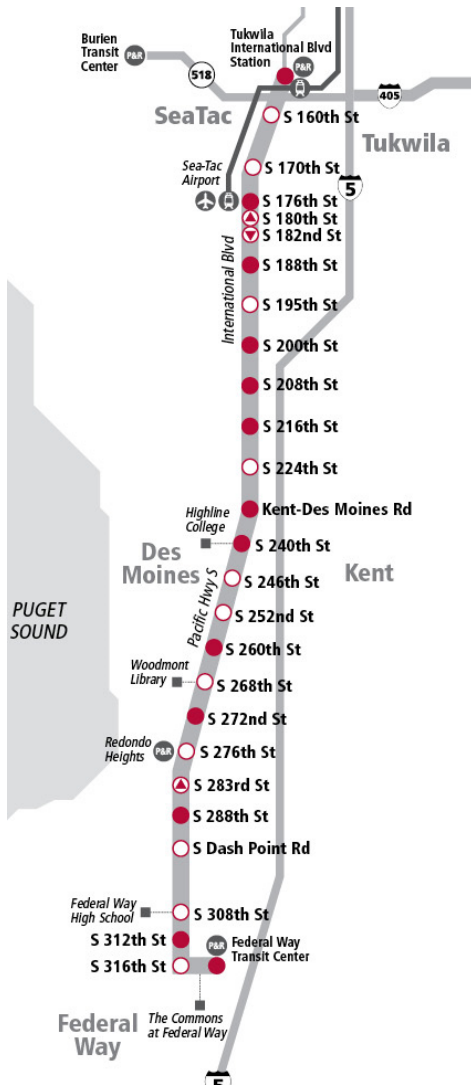 Burien
Transit
Center
P&R
518
Tukwila
International Blvd
Station
P&R
405
SeaTac
S 160th St
Tukwila
S 170th St
5
Sea-Tac
Airport
S 176th St
S 180th St
S 182nd St
International Blvd
S 188th St
S 195th St
S 200th St
S 208th St
S 216th St
S 224th St
Kent-Des Moines Rd
Highline
College
S 240th St
Des
Moines
Kent
S 246th St
Pacific Hwy S
S 252nd St
PUGET
SOUND
S 260th St
Woodmont
Library
S 268th St
S 272nd St
Redondo
Heights
P&R
S 276th St
S 283rd St
S 288th St
S Dash Point Rd
Federal Way
High School
S 308th St
S 312th St
P&R
Federal Way
Transit Center
S 316th St
The Commons
at Federal Way
Federal
Way
5